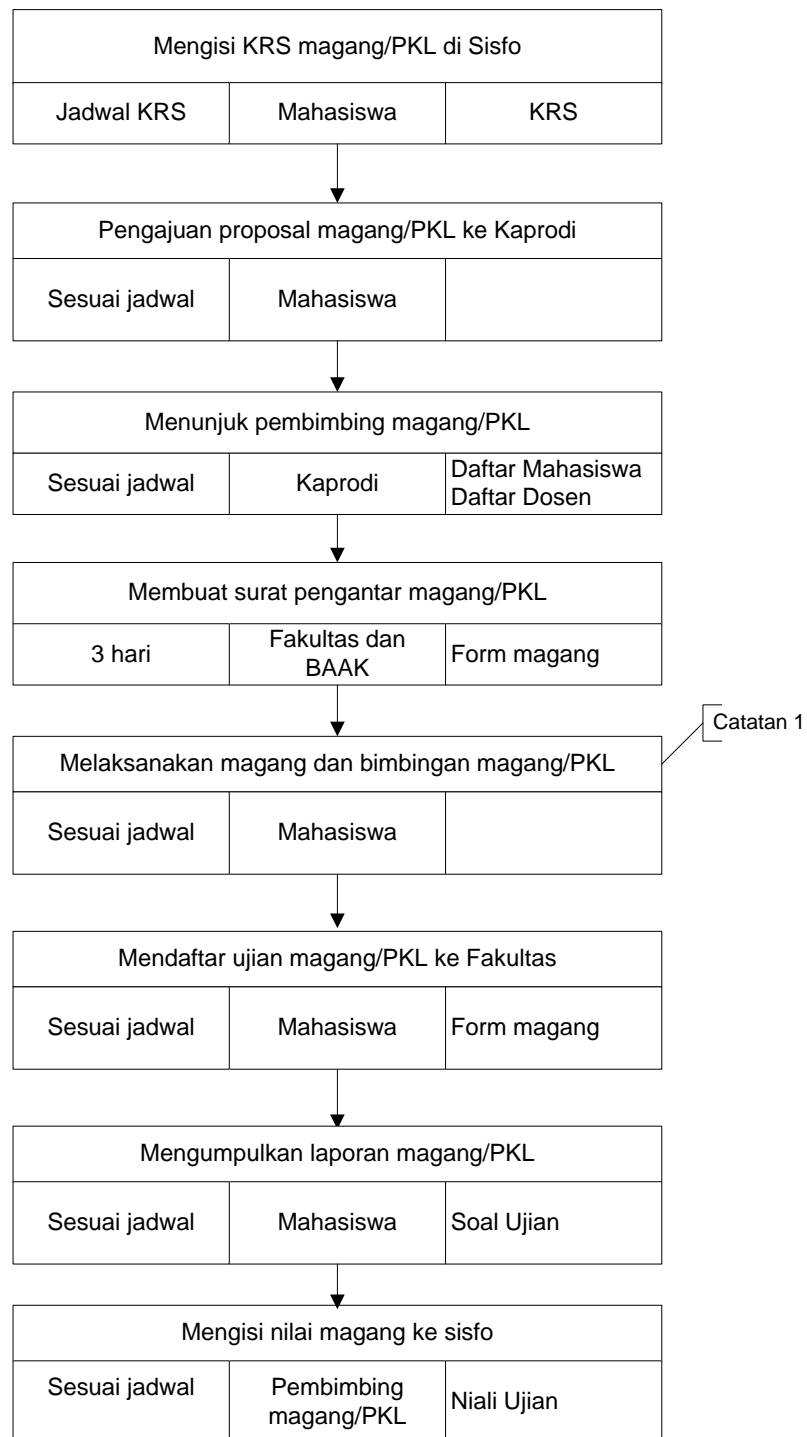 Mengisi KRS magang/PKL di Sisfo
Jadwal KRS
Mahasiswa
KRS
Pengajuan proposal magang/PKL ke Kaprodi
Sesuai jadwal
Mahasiswa
Menunjuk pembimbing magang/PKL
Sesuai jadwal
Kaprodi
Daftar Mahasiswa
Daftar Dosen
Membuat surat pengantar magang/PKL
3 hari
Fakultas dan
BAAK
Form magang
Catatan 1
Melaksanakan magang dan bimbingan magang/PKL
Sesuai jadwal
Mahasiswa
Mendaftar ujian magang/PKL ke Fakultas
Sesuai jadwal
Mahasiswa
Form magang
Mengumpulkan laporan magang/PKL
Sesuai jadwal
Mahasiswa
Soal Ujian
Mengisi nilai magang ke sisfo
Sesuai jadwal
Pembimbing
magang/PKL
Niali Ujian